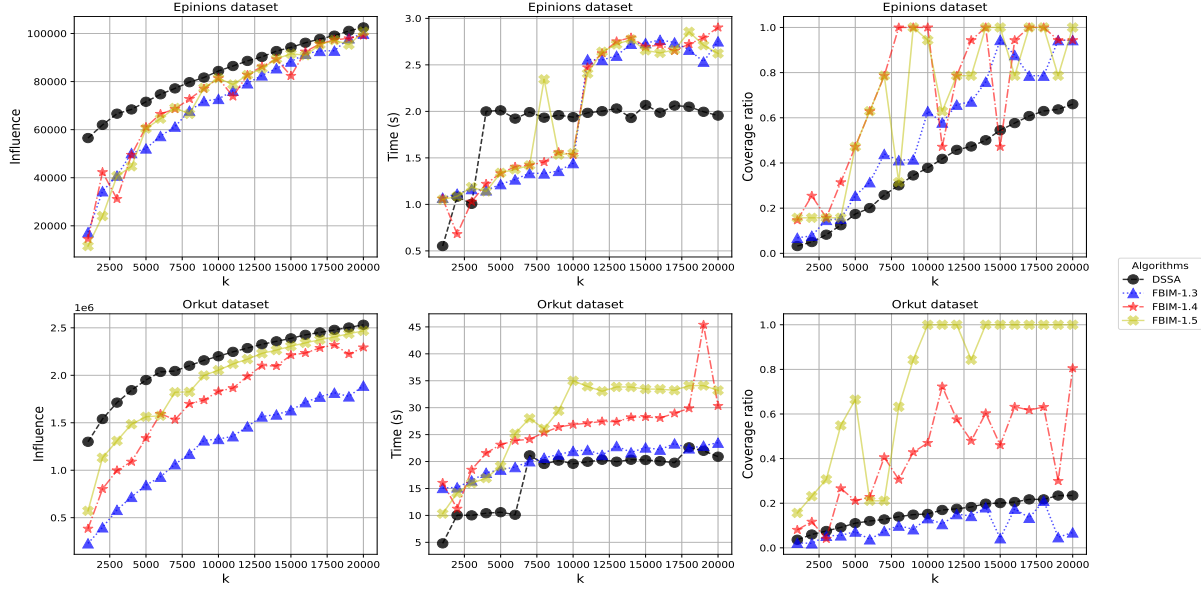 Epinions dataset
Influence
100000
80000
60000
40000
20000
2500 5000 7500 10000 12500 15000 17500 20000
k
Epinions dataset
Time (s)
3.0
2.5
2.0
1.5
1.0
0.5
2500 5000 7500 10000 12500 15000 17500 20000
k
Epinions dataset
Coverage ratio
1.0
0.8
0.6
0.4
0.2
0.0
2500 5000 7500 10000 12500 15000 17500 20000
k
Algorithms
DSSA
FBIM-1.3
FBIM-1.4
FBIM-1.5
Orkut dataset
1e6
Influence
2.5
2.0
1.5
1.0
0.5
2500 5000 7500 10000 12500 15000 17500 20000
k
Orkut dataset
Time (s)
45
40
35
30
25
20
15
10
5
2500 5000 7500 10000 12500 15000 17500 20000
k
Orkut dataset
Coverage ratio
1.0
0.8
0.6
0.4
0.2
0.0
2500 5000 7500 10000 12500 15000 17500 20000
k